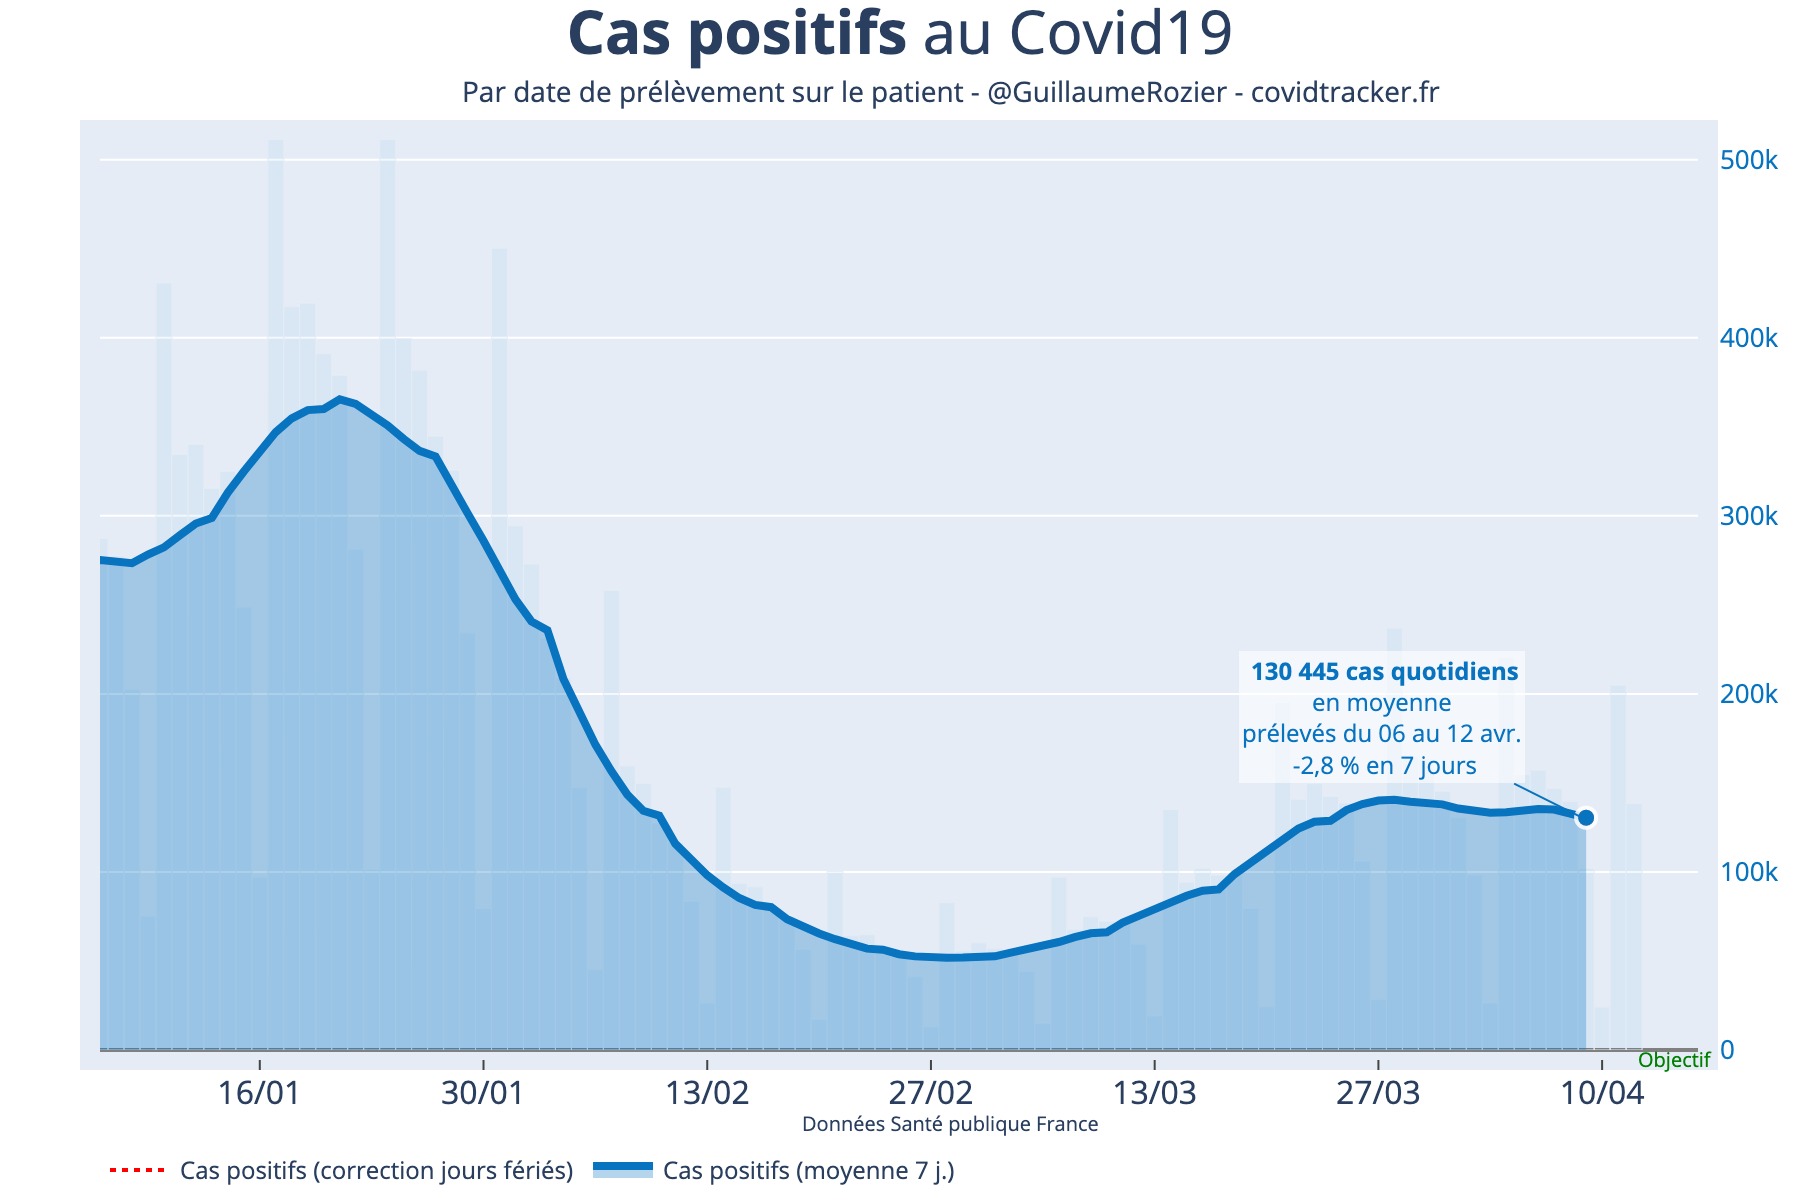 Cas positifs au Covid19
Par date de prélèvement sur le patient - @GuillaumeRozier - covidtracker.fr
500k
400k
300k
200k
100k
0
130 445 cas quotidiens
en moyenne
prélevés du 06 au 12 avr.
-2,8 % en 7 jours
Objectif
16/01
30/01
13/02
27/02
13/03
27/03
10/04
Données Santé publique France
Cas positifs (correction jours fériés)
Cas positifs (moyenne 7 j.)